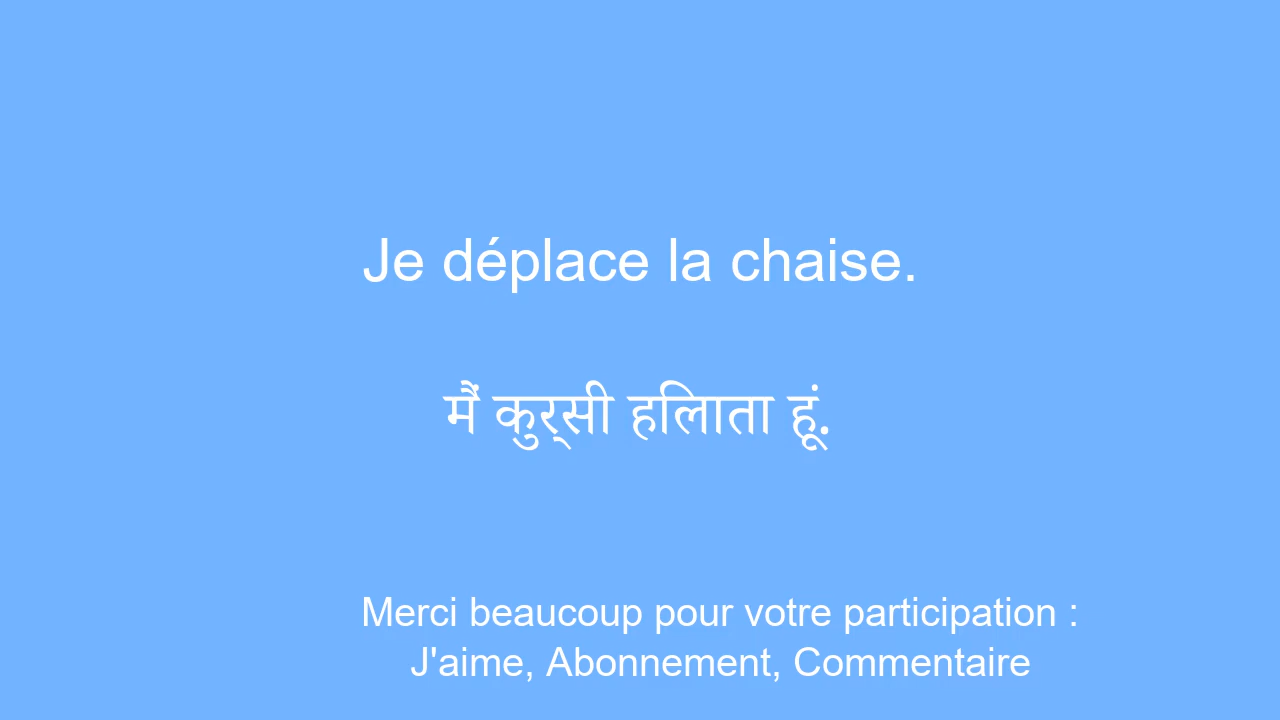 Je déplace la chaise.
मैं कुर्सी हिलाता हूं.
Merci beaucoup pour votre participation :
J'aime, Abonnement, Commentaire